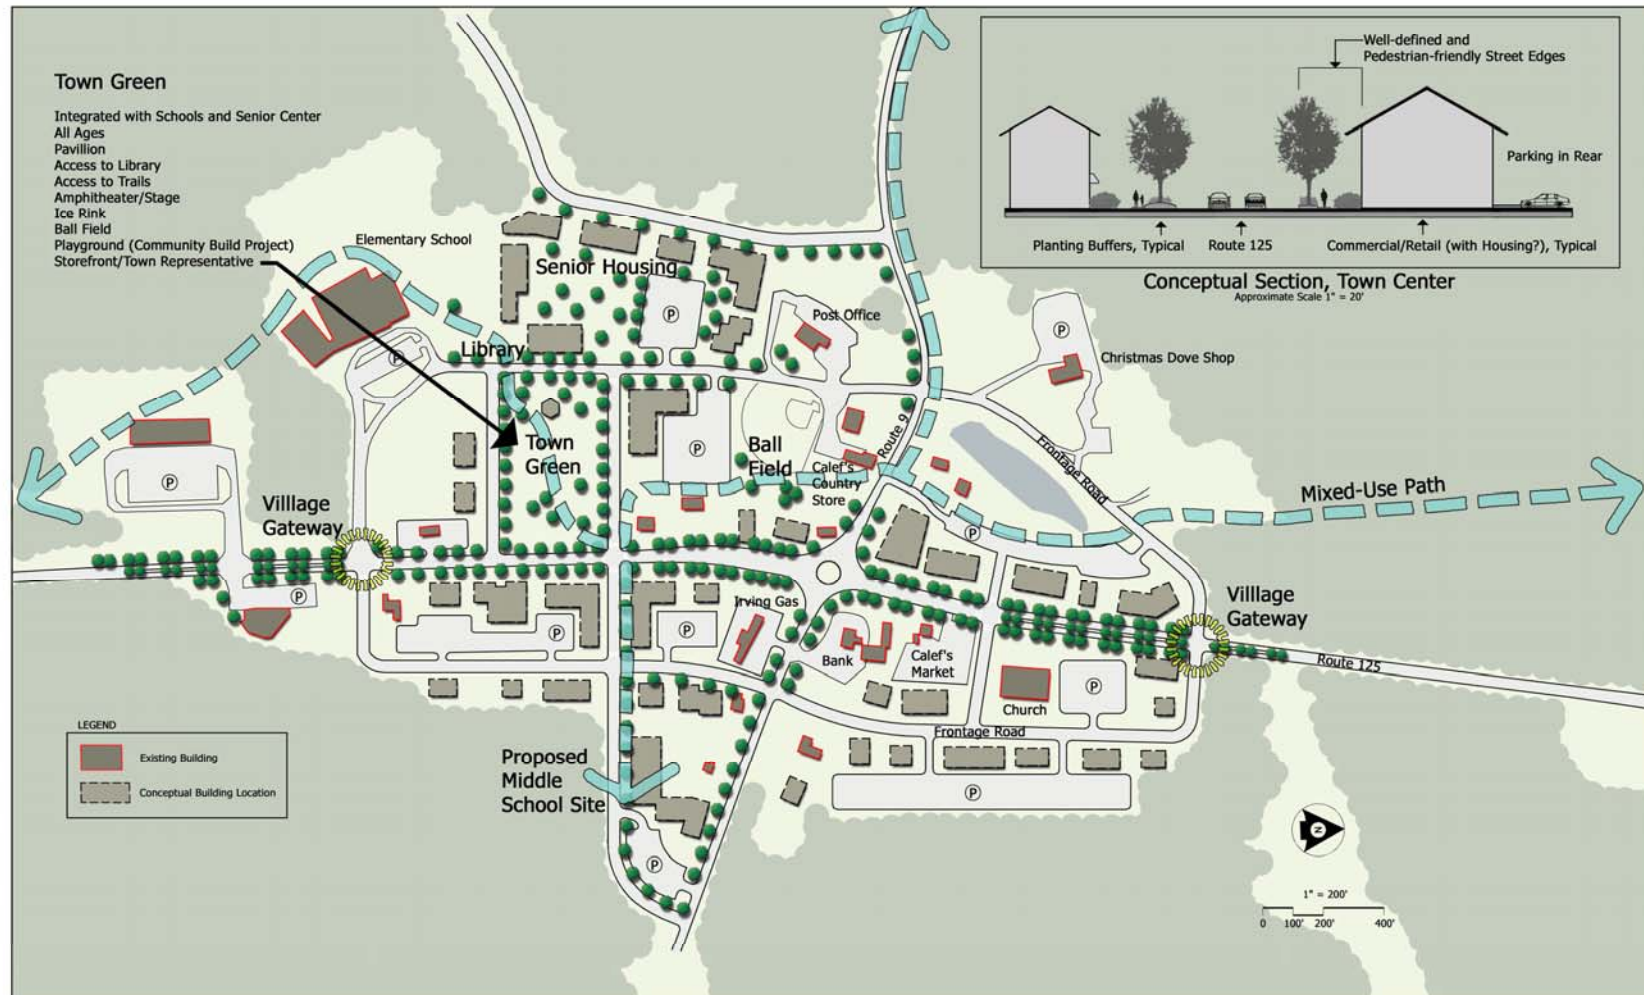 Town Green
Integrated with Schools and Senior Center
All Ages
Pavillion
Access to Library
Access to Trails
Amphitheater/Stage
Ice Rink
Ball Field
Playground (Community Build Project)
Storefront/Town Representative
Well-defined and
Pedestrian-friendly Street Edges
Parking in Rear
Planting Buffers, Typical
Route 125
Commercial/Retail (with Housing?), Typical
Conceptual Section, Town Center
Approximate Scale 1" = 20'
Elementary School
Senior Housing
P
Post Office
P
Library
P
Christmas Dove Shop
Town
Green
P
Ball
Field
Calef's
Country
Store
Route 9
Frontage Road
Mixed-Use Path
P
Villlage
Gateway
P
P
Irving Gas
Villlage
Gateway
P
P
Bank
Calef's
Market
Route 125
Church
P
Frontage Road
LEGEND
Existing Building
Conceptual Building Location
Proposed
Middle
School Site
P
P
N
1" = 200'
0 100' 200' 400'